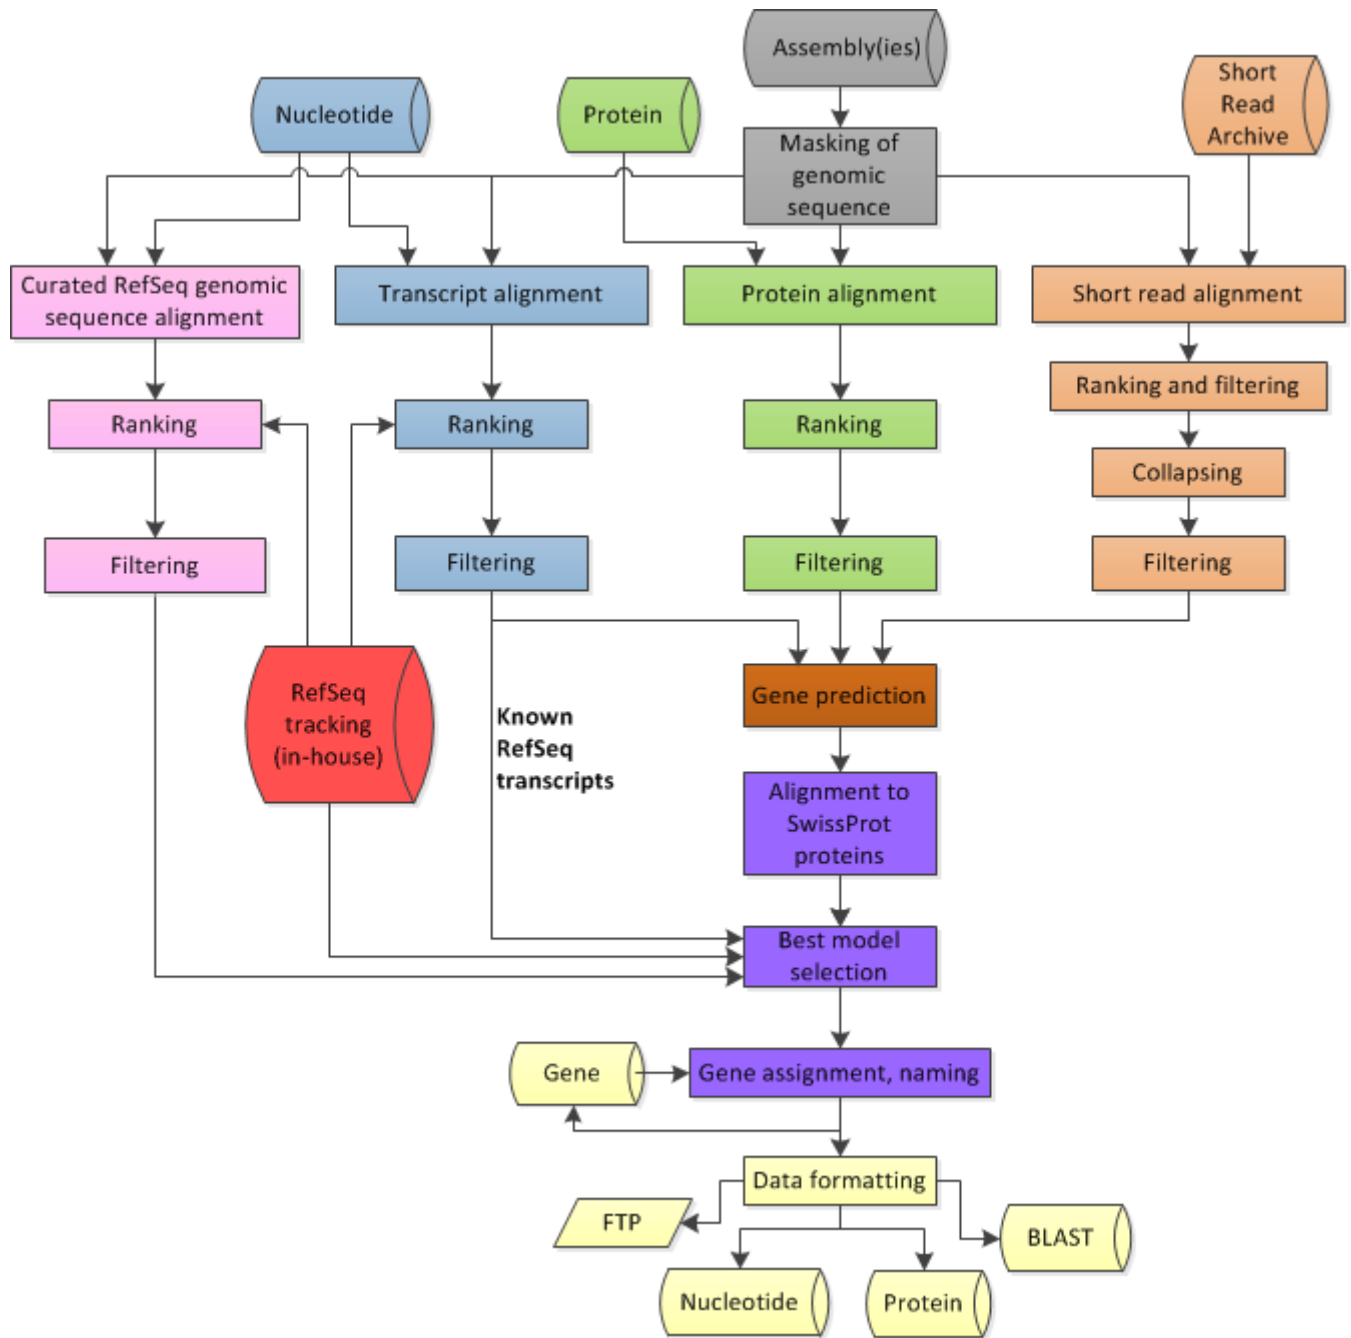 Assembly(ies)
Nucleotide
Protein
Short
Read
Archive
Masking of
genomic
sequence
Curated RefSeq genomic
sequence alignment
Transcript alignment
Protein alignment
Short read alignment
Ranking and filtering
Ranking
Ranking
Ranking
Collapsing
Filtering
Filtering
Filtering
Filtering
RefSeq
tracking
(in-house)
Known
RefSeq
transcripts
Gene prediction
Alignment to
SwissProt
proteins
Best model
selection
Gene
Gene assignment, naming
Data formatting
FTP
BLAST
Nucleotide
Protein